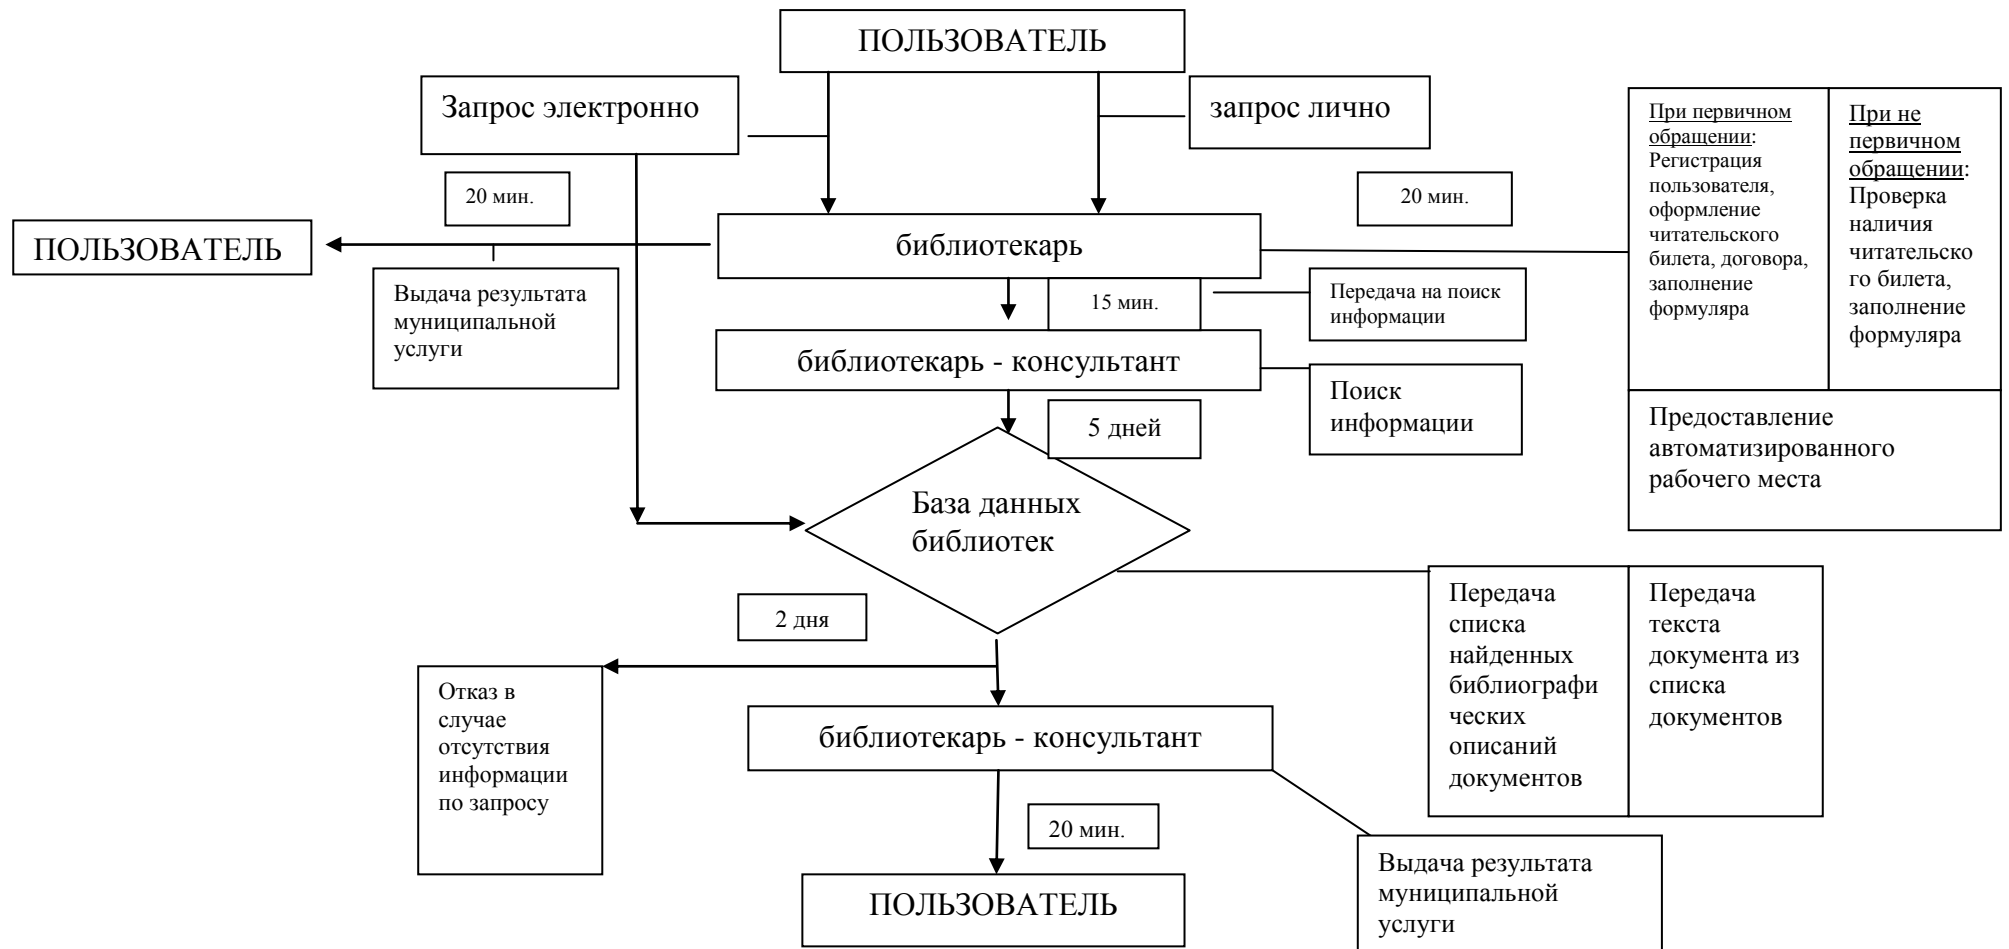 ПОЛЬЗОВАТЕЛЬ
Запрос электронно
запрос лично
20 мин.
20 мин.
При первичном
обращении:
Регистрация
пользователя,
оформление
читательского
билета, договора,
заполнение
формуляра
При не
первичном
обращении:
Проверка
наличия
читательско
го билета,
заполнение
формуляра
ПОЛЬЗОВАТЕЛЬ
библиотекарь
Выдача результата
муниципальной
услуги
15 мин.
Передача на поиск
информации
библиотекарь - консультант
Поиск
информации
5 дней
Предоставление
автоматизированного
рабочего места
База данных
библиотек
2 дня
Передача
списка
найденных
библиографи
ческих
описаний
документов
Передача
текста
документа из
списка
документов
Отказ в
случае
отсутствия
информации
по запросу
библиотекарь - консультант
20 мин.
Выдача результата
муниципальной
услуги
ПОЛЬЗОВАТЕЛЬ